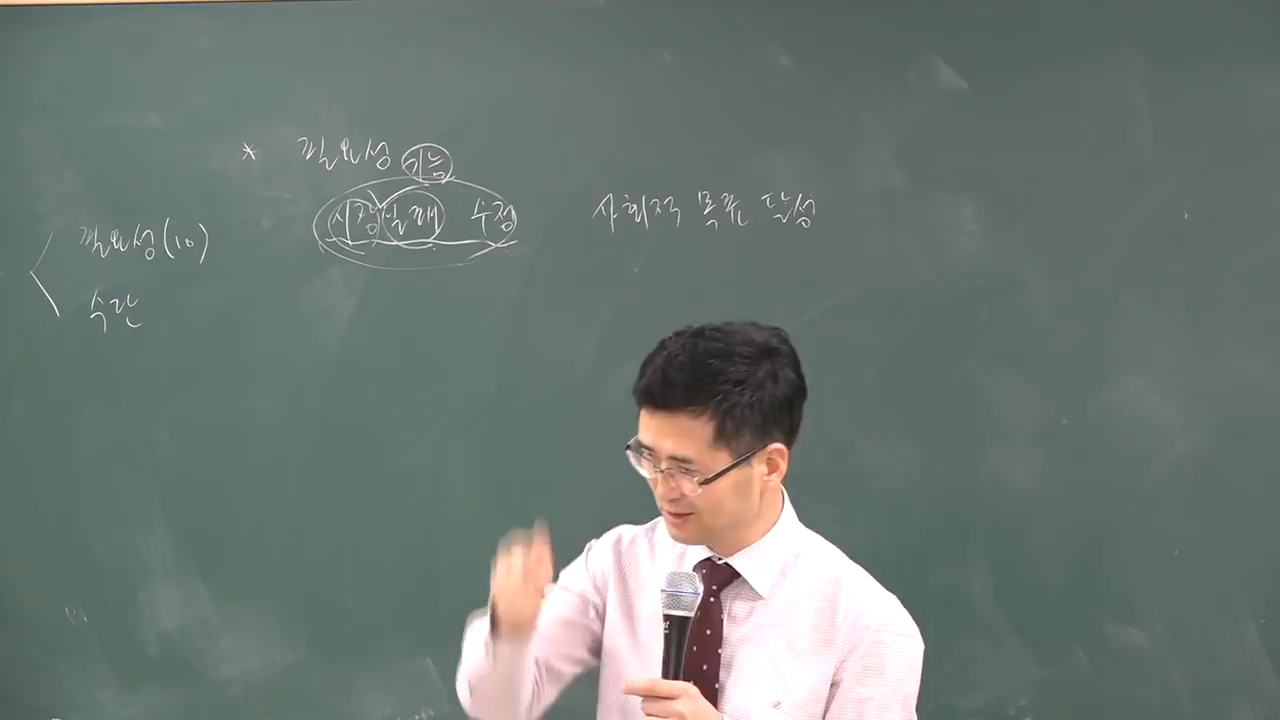 * 필요성 기능
시장실패 수정
사회적 목표 달성
필요성(10)
수단